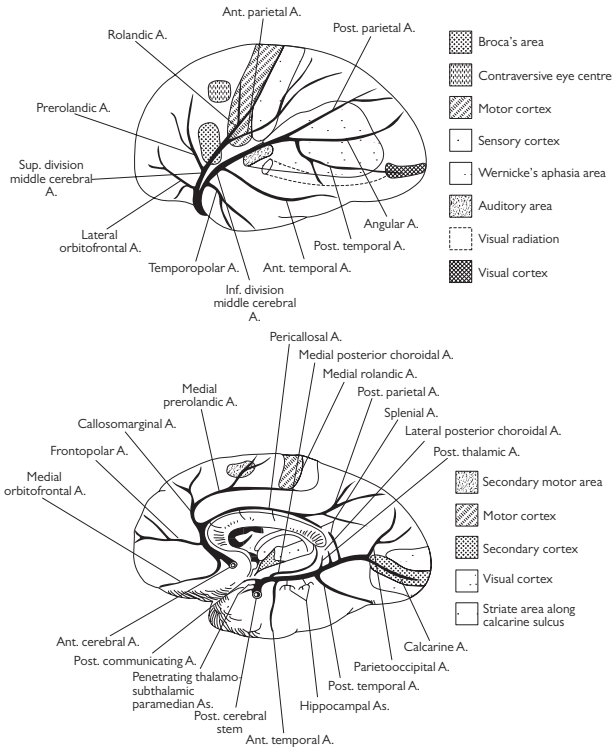 Ant. parietal A.
Rolandic A.
Post. parietal A.
Prerolandic A.
Sup. division
middle cerebral
A.
Lateral
orbitofrontal A.
Temporopolar A.
Ant. temporal A.
Inf. division
middle cerebral
A.
Post. temporal A.
Angular A.
Broca's area
Contraversive eye centre
Motor cortex
Sensory cortex
Wernicke's aphasia area
Auditory area
Visual radiation
Visual cortex
Pericallosal A.
Medial posterior choroidal A.
Medial rolandic A.
Post. parietal A.
Splenial A.
Lateral posterior choroidal A.
Post. thalamic A.
Medial
prerolandic A.
Callosomarginal A.
Frontopolar A.
Medial
orbitofrontal A.
Ant. cerebral A.
Post. communicating A.
Penetrating thalamo-
subthalamic
paramedian As.
Post. cerebral
stem
Ant. temporal A.
Hippocampal As.
Post. temporal A.
Parietooccipital A.
Calcarine A.
Secondary motor area
Motor cortex
Secondary cortex
Visual cortex
Striate area along
calcarine sulcus